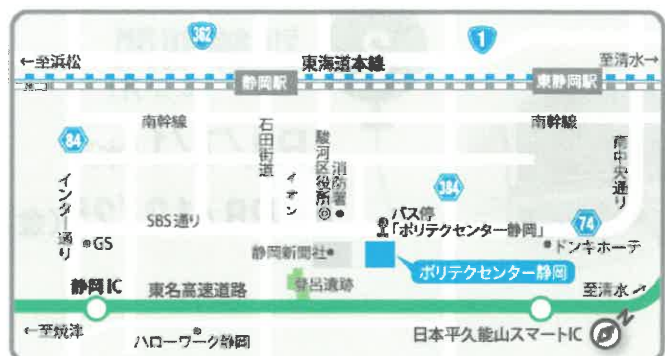 362
1
←至浜松
東海道本線
至清水→
静岡駅
東静岡駅
南幹線
石田街道
南幹線
84
駿河区役所◎
消防署●
南中央通り
インター通り
イオン
384
SBS通り
バス停
「ポリテクセンター静岡」
74
GS
静岡新聞社●
ドンキホーテ
ポリテクセンター静岡
静岡IC
東名高速道路
登呂遺跡
至清水↗
←至焼津
ハローワーク静岡
日本平久能山スマートIC
N